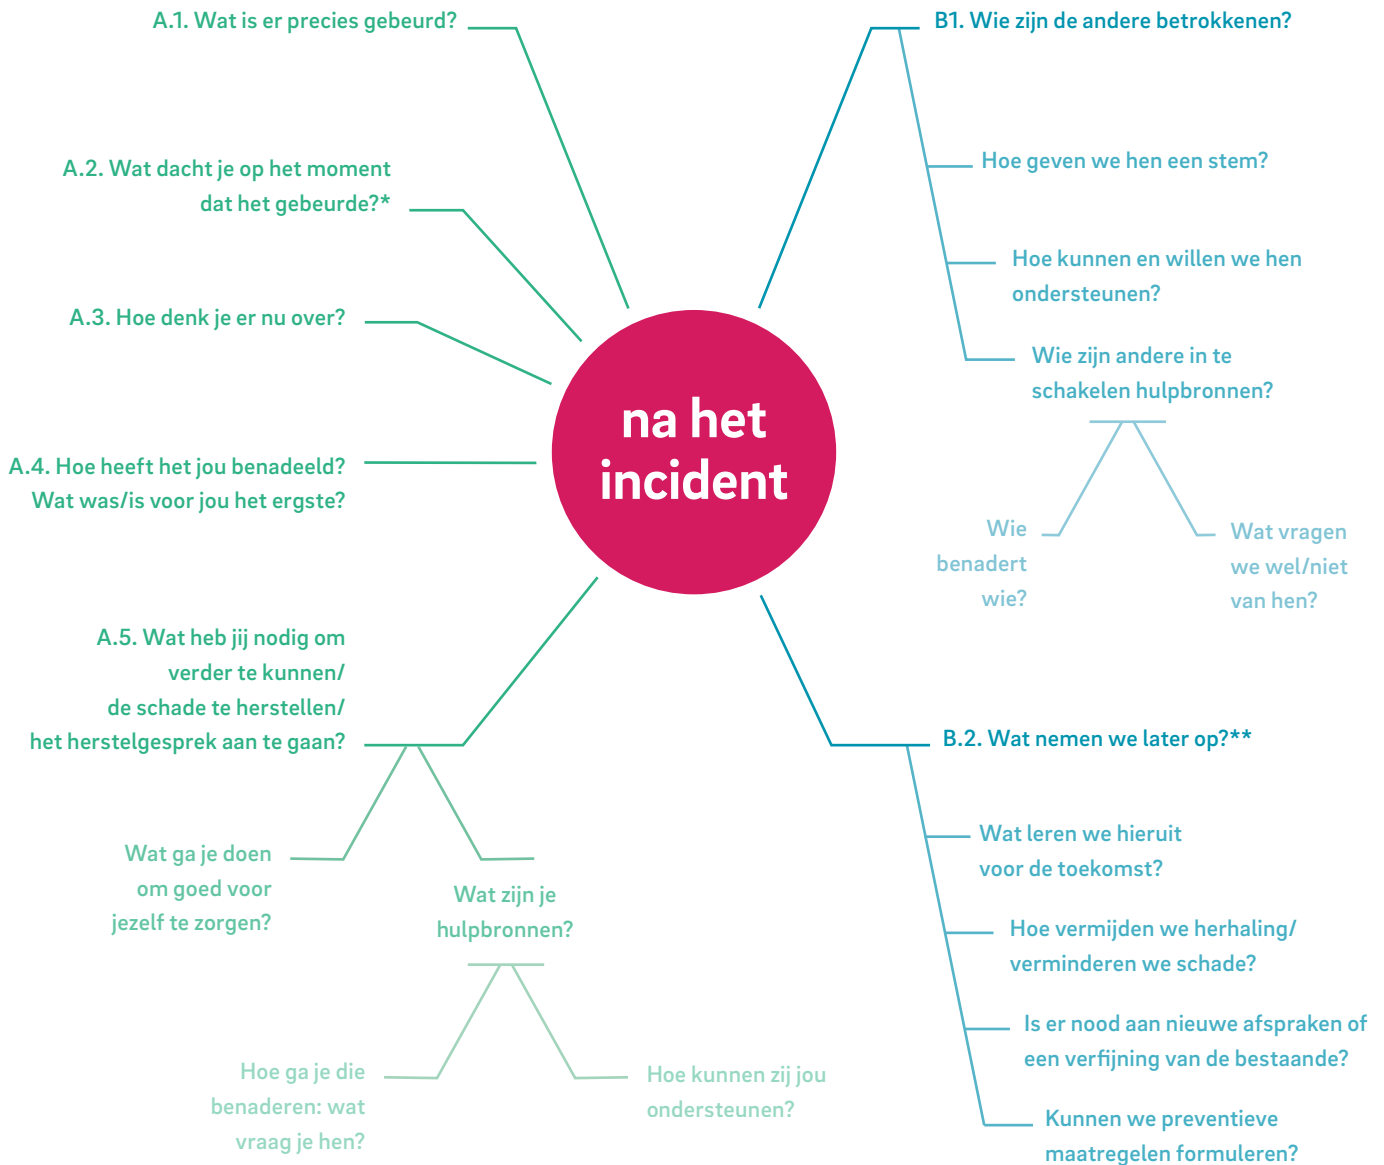 A.1. Wat is er precies gebeurd?
A.2. Wat dacht je op het moment
dat het gebeurde?*
A.3. Hoe denk je er nu over?
A.4. Hoe heeft het jou benadeeld?
Wat was/is voor jou het ergste?
A.5. Wat heb jij nodig om
verder te kunnen/
de schade te herstellen/
het herstelgesprek aan te gaan?
Wat ga je doen
om goed voor
jezelf te zorgen?
Wat zijn je
hulpbronnen?
Hoe ga je die
benaderen: wat
vraag je hen?
Hoe kunnen zij jou
ondersteunen?
na het
incident
B1. Wie zijn de andere betrokkenen?
Hoe geven we hen een stem?
Hoe kunnen en willen we hen
ondersteunen?
Wie zijn andere in te
schakelen hulpbronnen?
Wie
benadert
wie?
Wat vragen
we wel/niet
van hen?
B.2. Wat nemen we later op?**
Wat leren we hieruit
voor de toekomst?
Hoe vermijden we herhaling/
verminderen we schade?
Is er nood aan nieuwe afspraken of
een verfijning van de bestaande?
Kunnen we preventieve
maatregelen formuleren?